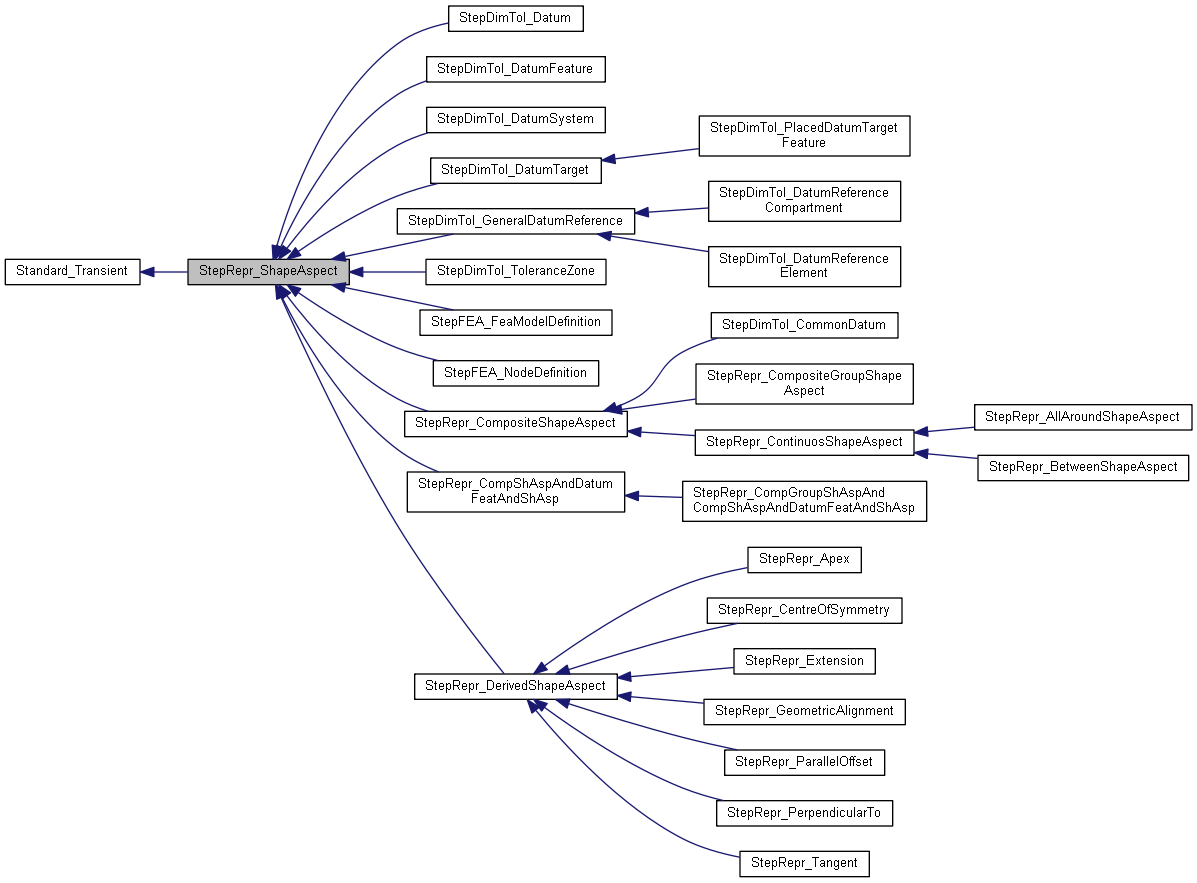 Standard_Transient
StepRepr_ShapeAspect
StepDimTol_Datum
StepDimTol_DatumFeature
StepDimTol_DatumSystem
StepDimTol_DatumTarget
StepDimTol_PlacedDatumTarget
Feature
StepDimTol_GeneralDatumReference
StepDimTol_DatumReference
Compartment
StepDimTol_DatumReference
Element
StepDimTol_ToleranceZone
StepFEA_FeaModelDefinition
StepFEA_NodeDefinition
StepRepr_CompositeShapeAspect
StepDimTol_CommonDatum
StepRepr_CompositeGroupShape
Aspect
StepRepr_ContinuosShapeAspect
StepRepr_AllAroundShapeAspect
StepRepr_BetweenShapeAspect
StepRepr_CompShAspAndDatum
FeatAndShAsp
StepRepr_CompGroupShAspAnd
CompShAspAndDatumFeatAndShAsp
StepRepr_DerivedShapeAspect
StepRepr_Apex
StepRepr_CentreOfSymmetry
StepRepr_Extension
StepRepr_GeometricAlignment
StepRepr_ParallelOffset
StepRepr_PerpendicularTo
StepRepr_Tangent